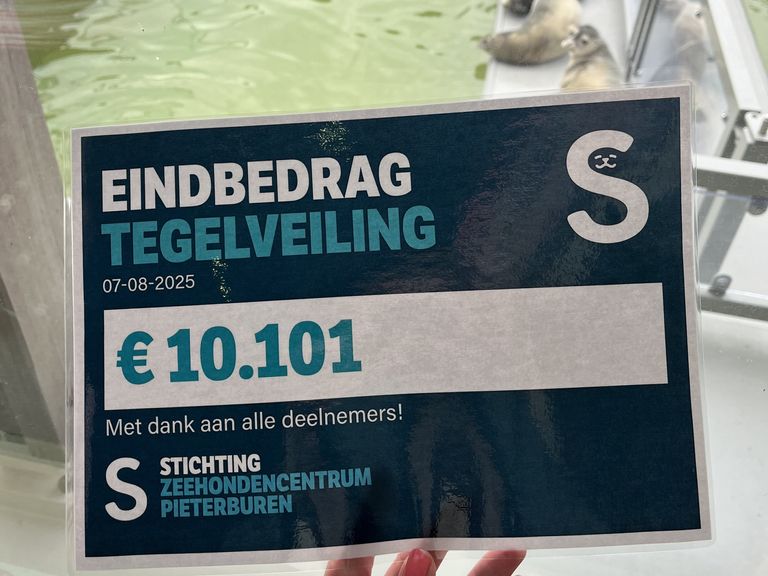 EINDBEDRAG
TEGELVEILING
07-08-2025
€ 10.101
Met dank aan alle deelnemers!
STICHTING
ZEEHONDENCENTRUM
PIETERBUREN